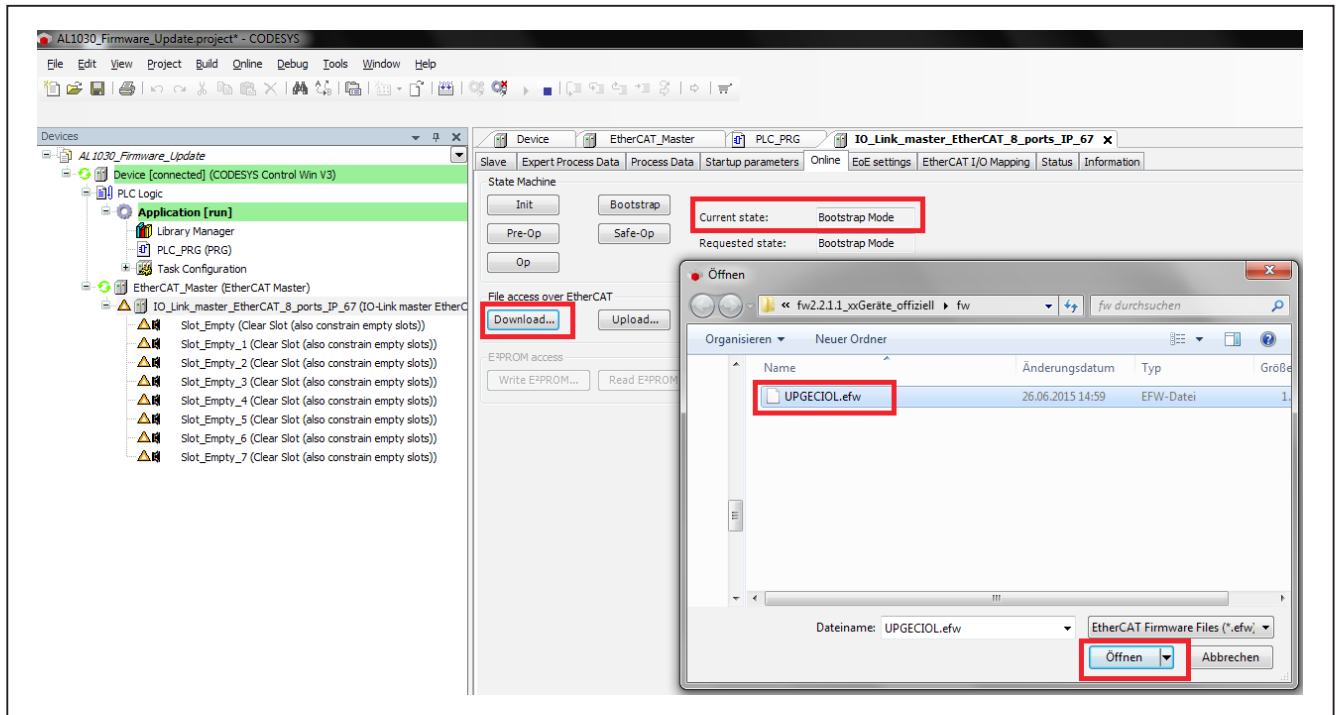 AL1030_Firmware_Update.project* - CODESYS
File Edit View Project Build Online Debug Tools Window Help
Devices
AL1030_Firmware_Update
Device [connected] (CODESYS Control Win V3)
PLC Logic
Application [run]
Library Manager
PLC_PRG (PRG)
Task Configuration
EtherCAT_Master (EtherCAT Master)
IO_Link_master_EtherCAT_8_ports_IP_67 (IO-Link master EtherC
Slot_Empty (Clear Slot (also constrain empty slots))
Slot_Empty_1 (Clear Slot (also constrain empty slots))
Slot_Empty_2 (Clear Slot (also constrain empty slots))
Slot_Empty_3 (Clear Slot (also constrain empty slots))
Slot_Empty_4 (Clear Slot (also constrain empty slots))
Slot_Empty_5 (Clear Slot (also constrain empty slots))
Slot_Empty_6 (Clear Slot (also constrain empty slots))
Slot_Empty_7 (Clear Slot (also constrain empty slots))
Device EtherCAT_Master PLC_PRG IO_Link_master_EtherCAT_8_ports_IP_67
Slave Expert Process Data Process Data Startup parameters Online EoE settings EtherCAT I/O Mapping Status Information
State Machine
Init Bootstrap
Current state: Bootstrap Mode
Pre-Op Safe-Op
Requested state: Bootstrap Mode
Op
File access over EtherCAT
Download... Upload...
E²PROM access
Write E²PROM... Read E²PROM
Öffnen
« fw2.2.1.1_xxGeräte_offiziell fw
fw durchsuchen
Organisieren Neuer Ordner
Name Änderungsdatum Typ Größe
UPGECIOL.efw 26.06.2015 14:59 EFW-Datei 1.
Dateiname: UPGECIOL.efw EtherCAT Firmware Files (*.efw)
Öffnen Abbrechen